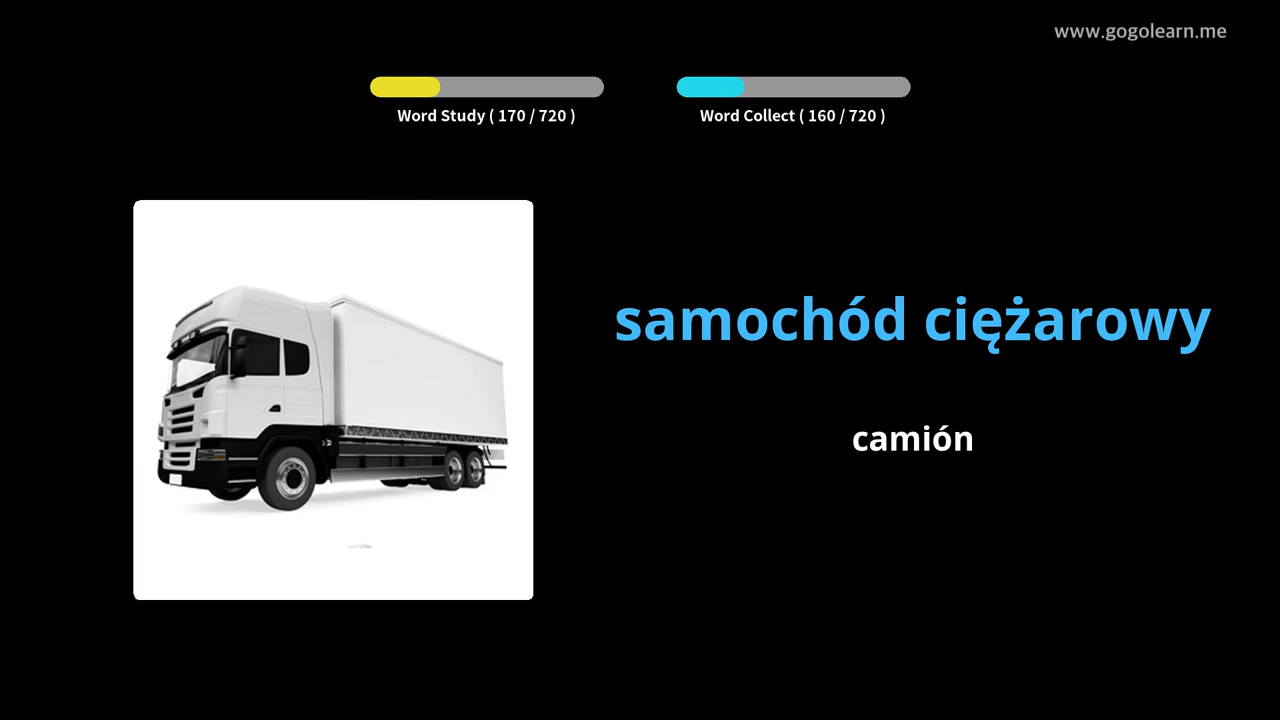 www.gogolearn.me
Word Study ( 170 / 720 )
Word Collect ( 160 / 720 )
samochód ciężarowy
camión